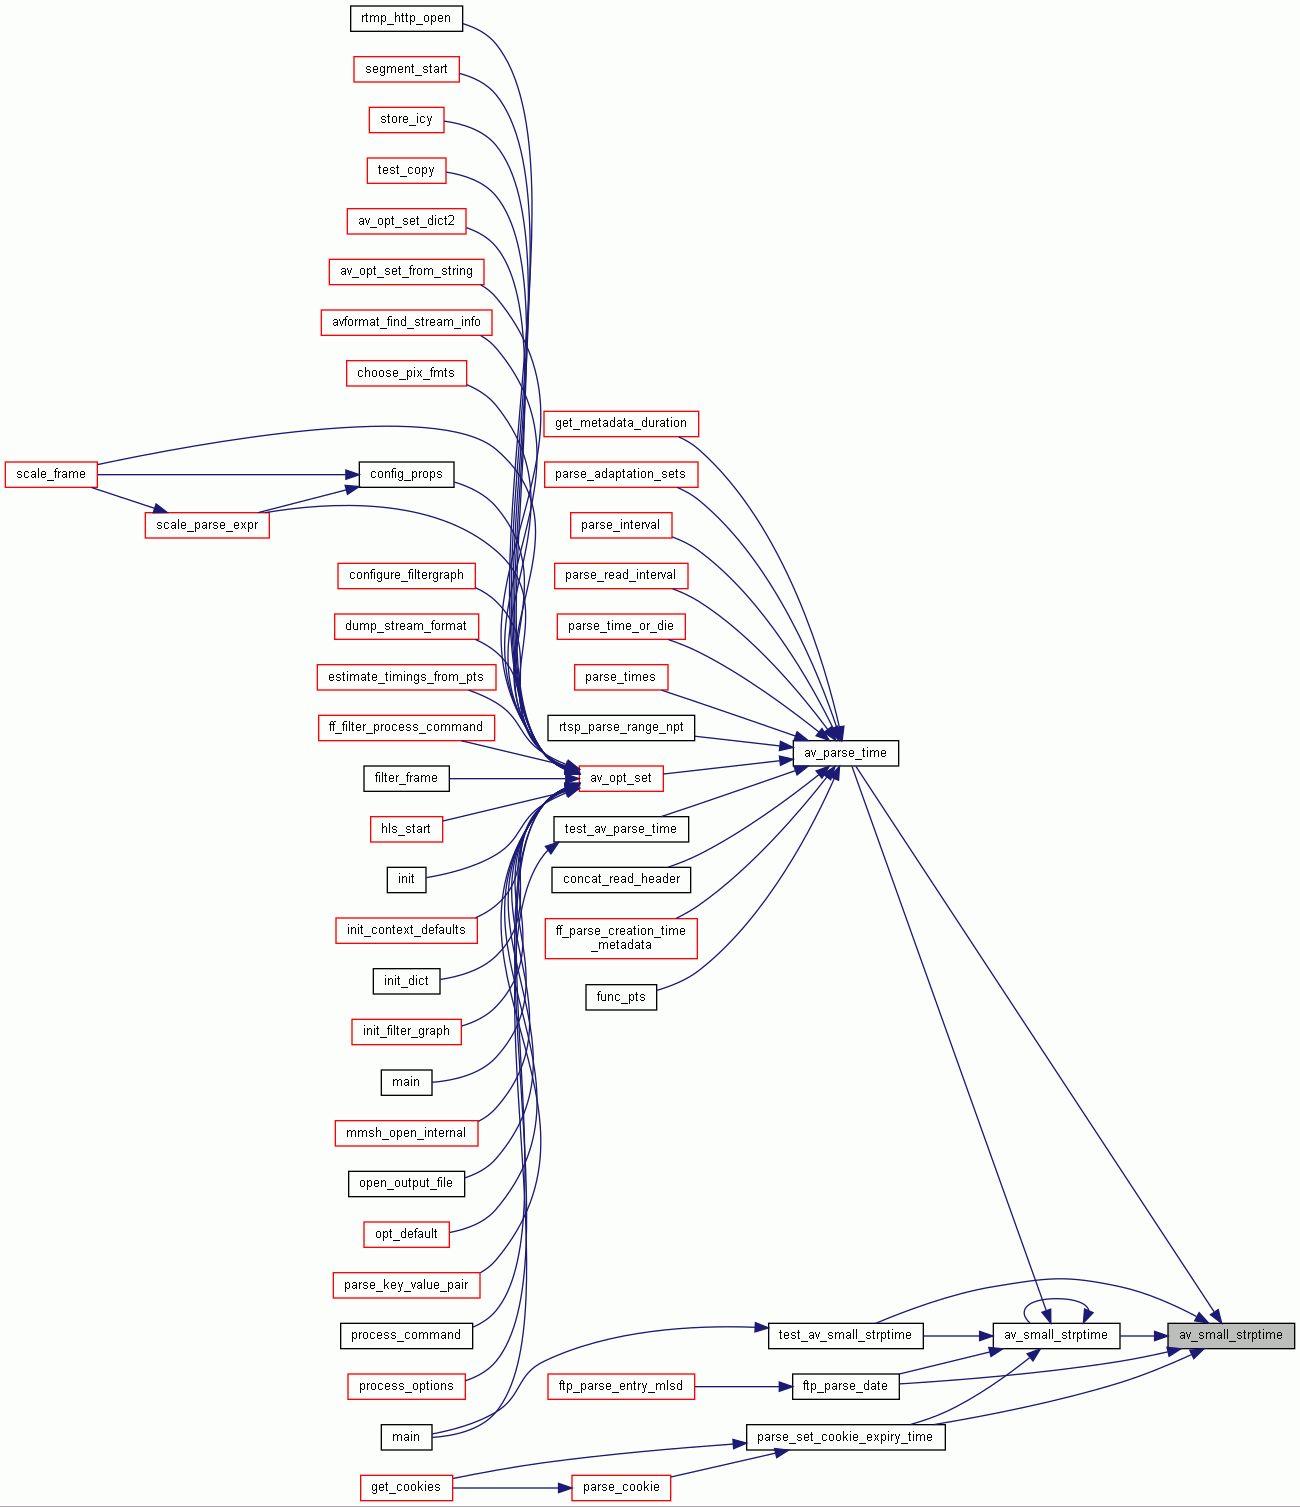 rtmp_http_open
segment_start
store_icy
test_copy
av_opt_set_dict2
av_opt_set_from_string
avformat_find_stream_info
choose_pix_fmts
get_metadata_duration
scale_frame
config_props
parse_adaptation_sets
scale_parse_expr
parse_interval
configure_filtergraph
parse_read_interval
dump_stream_format
parse_time_or_die
estimate_timings_from_pts
parse_times
ff_filter_process_command
rtsp_parse_range_npt
av_parse_time
filter_frame
av_opt_set
hls_start
test_av_parse_time
init
concat_read_header
init_context_defaults
ff_parse_creation_time
_metadata
init_dict
func_pts
init_filter_graph
main
mmsh_open_internal
open_output_file
opt_default
parse_key_value_pair
process_command
test_av_small_strptime
av_small_strptime
av_small_strptime
process_options
ftp_parse_entry_mlsd
ftp_parse_date
main
parse_set_cookie_expiry_time
get_cookies
parse_cookie